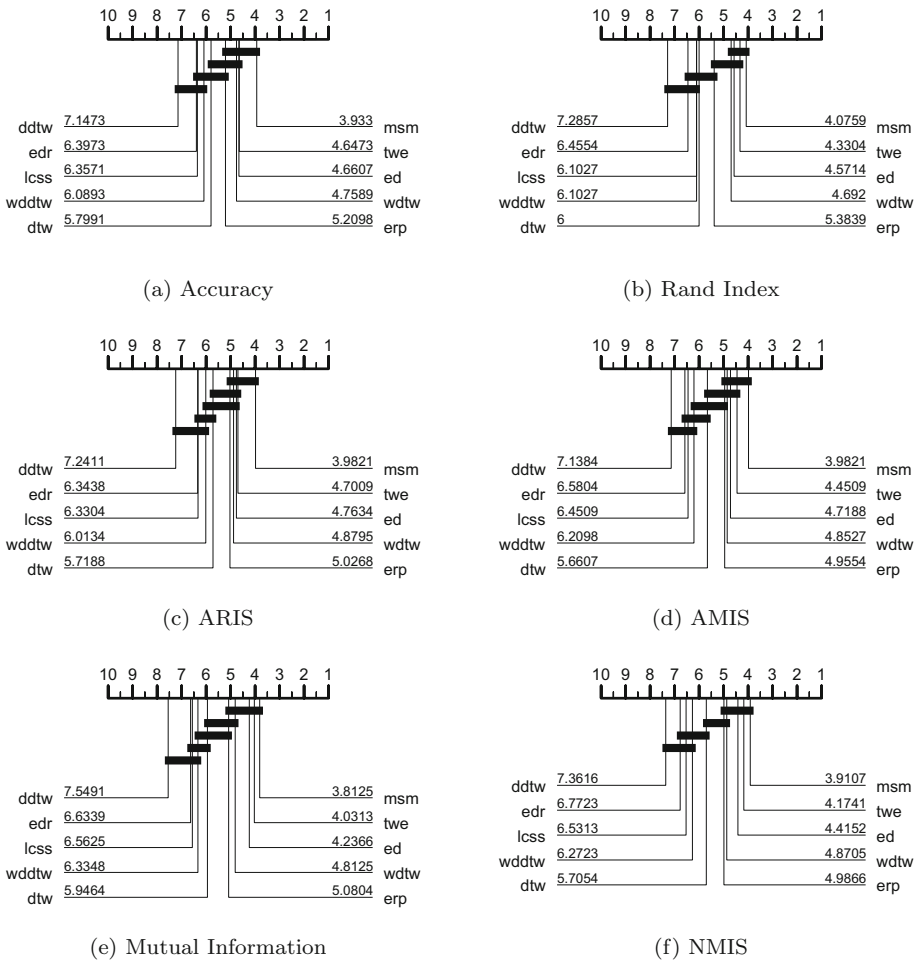 10 9 8 7 6 5 4 3 2 1
ddtw 7.1473 3.933 msm
edr 6.3973 4.6473 twe
lcss 6.3571 4.6607 ed
wddtw 6.0893 4.7589 wdtw
dtw 5.7991 5.2098 erp
(a) Accuracy
10 9 8 7 6 5 4 3 2 1
ddtw 7.2857 4.0759 msm
edr 6.4554 4.3304 twe
lcss 6.1027 4.5714 ed
wddtw 6.1027 4.692 wdtw
dtw 6 5.3839 erp
(b) Rand Index
10 9 8 7 6 5 4 3 2 1
ddtw 7.2411 3.9821 msm
edr 6.3438 4.7009 twe
lcss 6.3304 4.7634 ed
wddtw 6.0134 4.8795 wdtw
dtw 5.7188 5.0268 erp
(c) ARIS
10 9 8 7 6 5 4 3 2 1
ddtw 7.1384 3.9821 msm
edr 6.5804 4.4509 twe
lcss 6.4509 4.7188 ed
wddtw 6.2098 4.8527 wdtw
dtw 5.6607 4.9554 erp
(d) AMIS
10 9 8 7 6 5 4 3 2 1
ddtw 7.5491 3.8125 msm
edr 6.6339 4.0313 twe
lcss 6.5625 4.2366 ed
wddtw 6.3348 4.8125 wdtw
dtw 5.9464 5.0804 erp
(e) Mutual Information
10 9 8 7 6 5 4 3 2 1
ddtw 7.3616 3.9107 msm
edr 6.7723 4.1741 twe
lcss 6.5313 4.4152 ed
wddtw 6.2723 4.8705 wdtw
dtw 5.7054 4.9866 erp
(f) NMIS